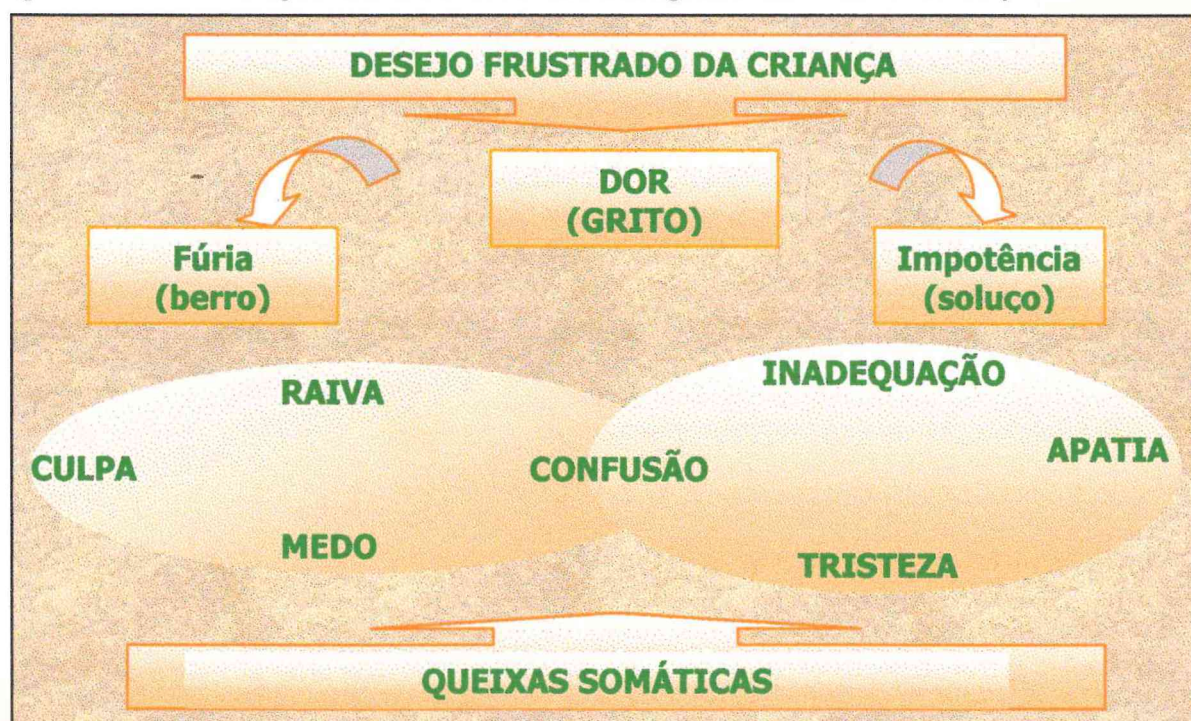 DESEJO FRUSTRADO DA CRIANÇA
DOR
(GRITO)
Fúria
(berro)
Impotência
(soluço)
RAIVA
INADEQUAÇÃO
CULPA
CONFUSÃO
APATIA
MEDO
TRISTEZA
QUEIXAS SOMÁTICAS